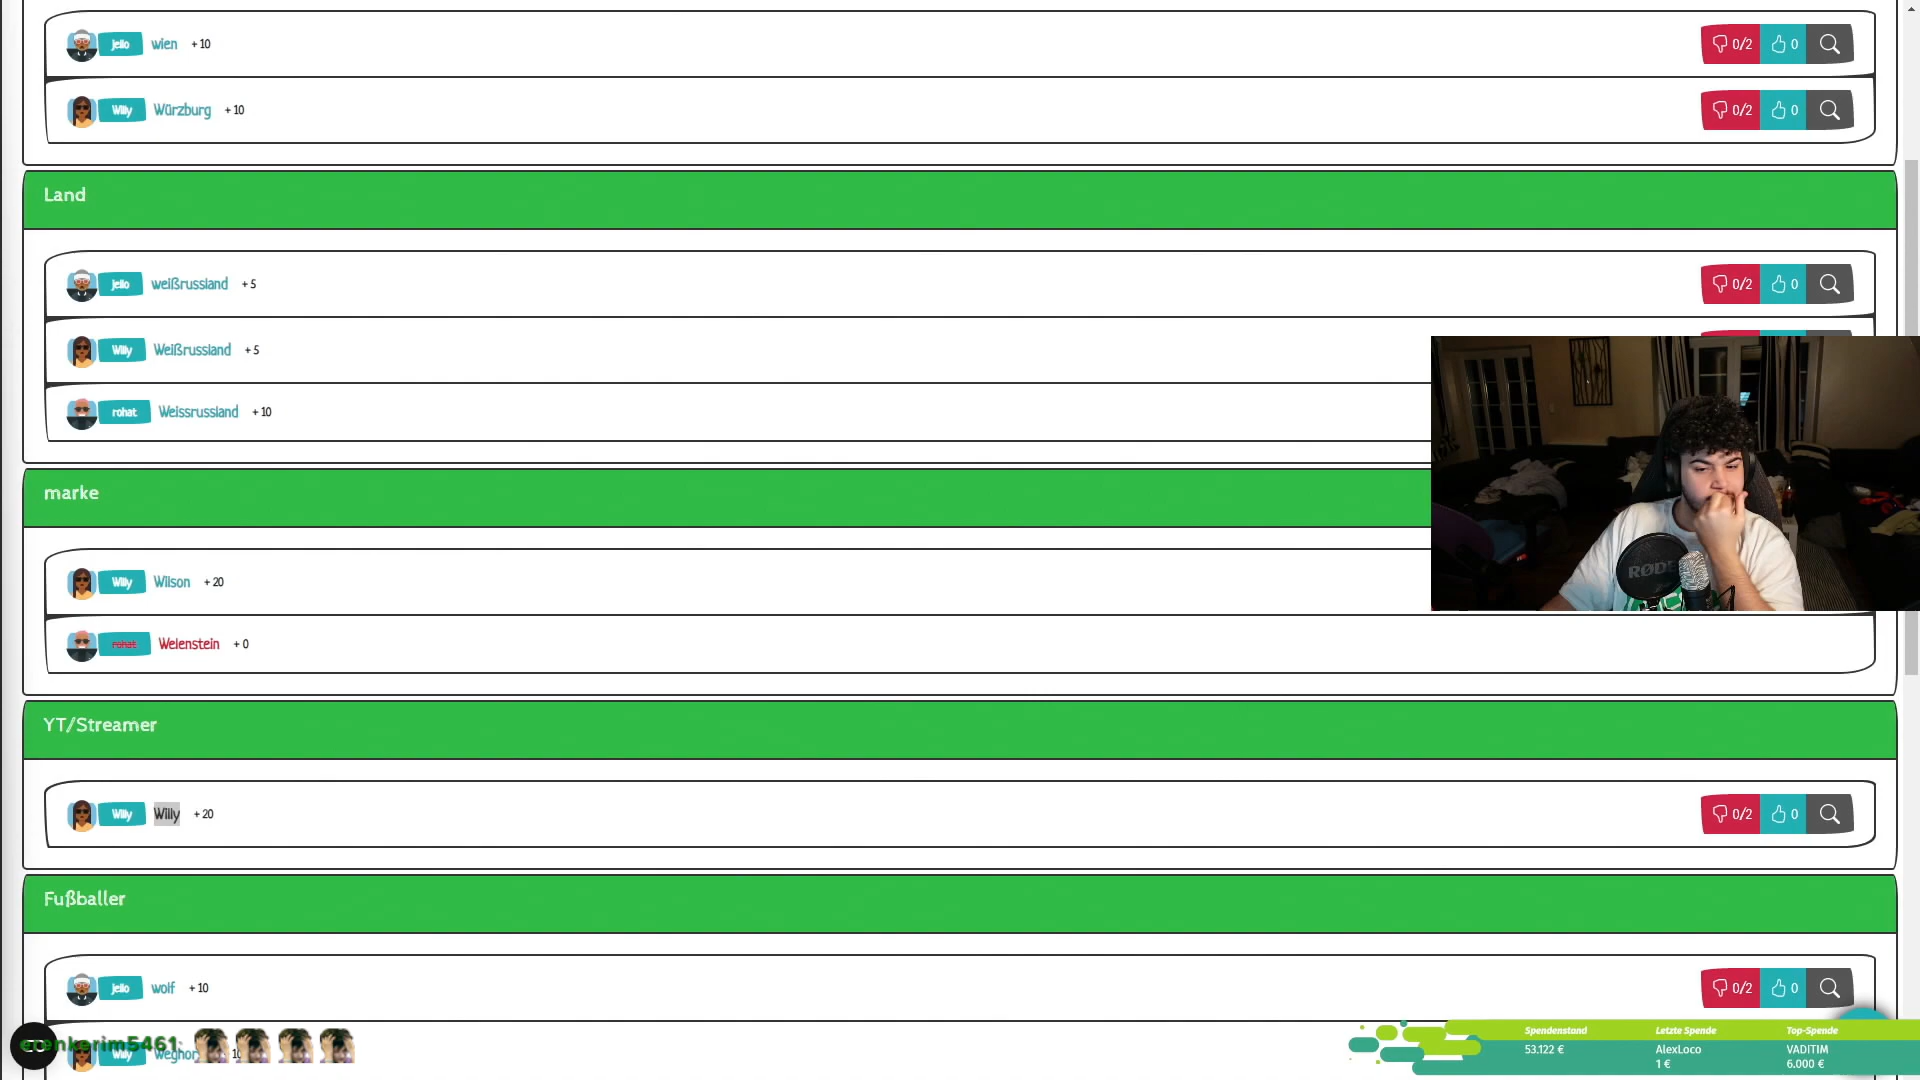 jello wien + 10 0/2 0
Willy Würzburg + 10 0/2 0
Land
jello weißrussland + 5 0/2 0
Willy Weißrussland + 5
rohat Weissrussland + 10
marke
Willy Wilson + 20
RØDE
rohat Welenstein + 0
YT/Streamer
Willy Willy + 20 0/2 0
Fußballer
jello wolf + 10 0/2 0
erenkerim5461:
Willy Weghor
Spendenstand Letzte Spende Top-Spende
53.122 € AlexLoco VADITIM
1 € 6.000 €